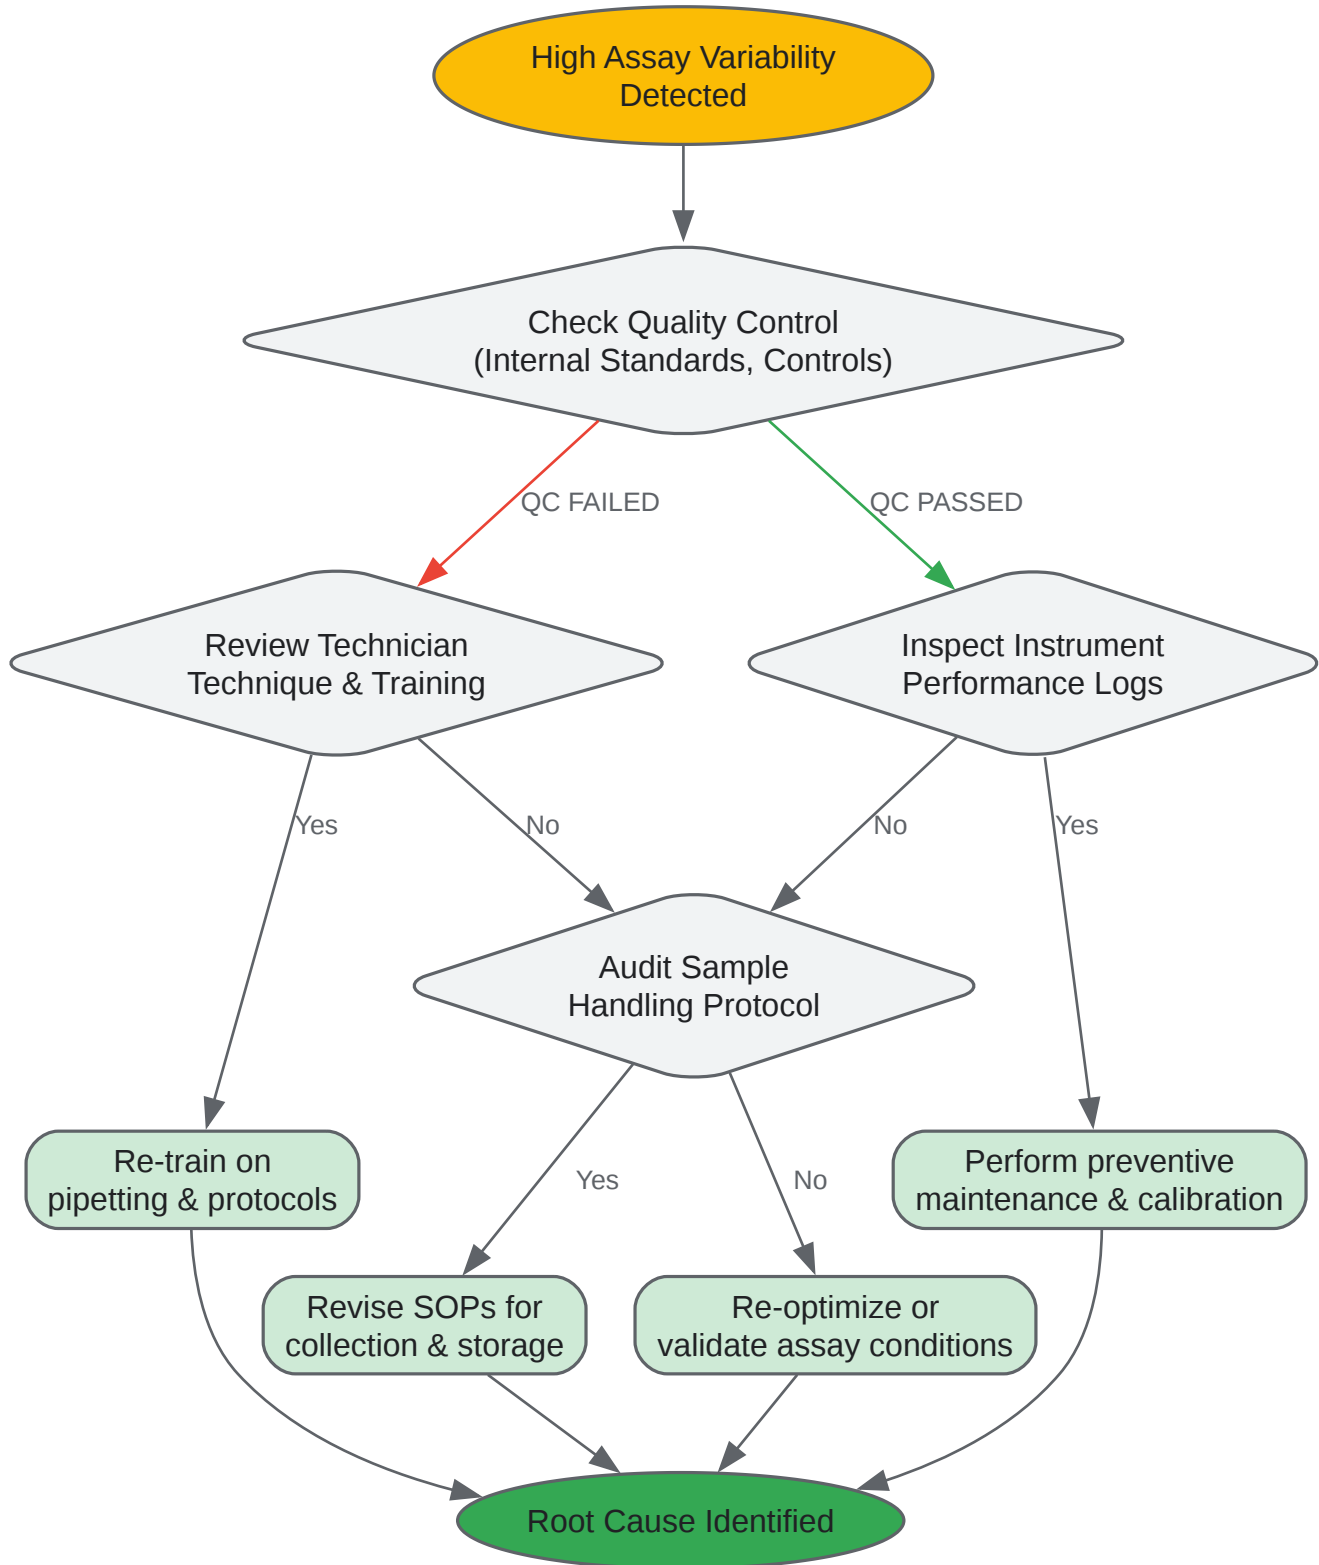 High Assay Variability
Detected
Check Quality Control
(Internal Standards, Controls)
QC FAILED
QC PASSED
Review Technician
Technique & Training
Inspect Instrument
Performance Logs
Yes
No
No
Yes
Audit Sample
Handling Protocol
Re-train on
pipetting & protocols
Yes
No
Perform preventive
maintenance & calibration
Revise SOPs for
collection & storage
Re-optimize or
validate assay conditions
Root Cause Identified